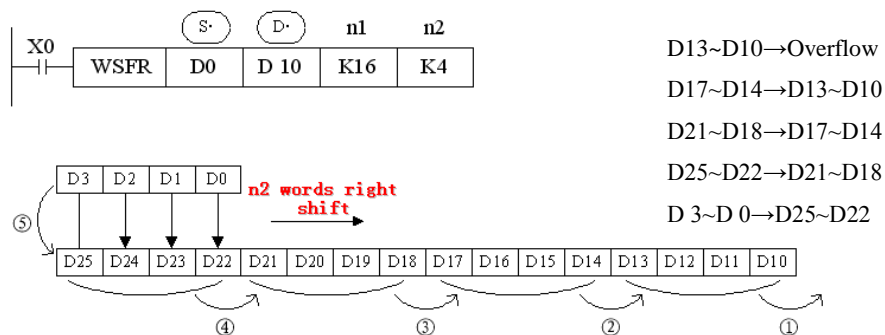 S· D· n1 n2
X0
WSFR D0 D 10 K16 K4
D13~D10→Overflow
D17~D14→D13~D10
D21~D18→D17~D14
D25~D22→D21~D18
D 3~D 0→D25~D22
D3 D2 D1 D0
n2 words right
shift
⑤
D25 D24 D23 D22 D21 D20 D19 D18 D17 D16 D15 D14 D13 D12 D11 D10
④ ③ ② ①